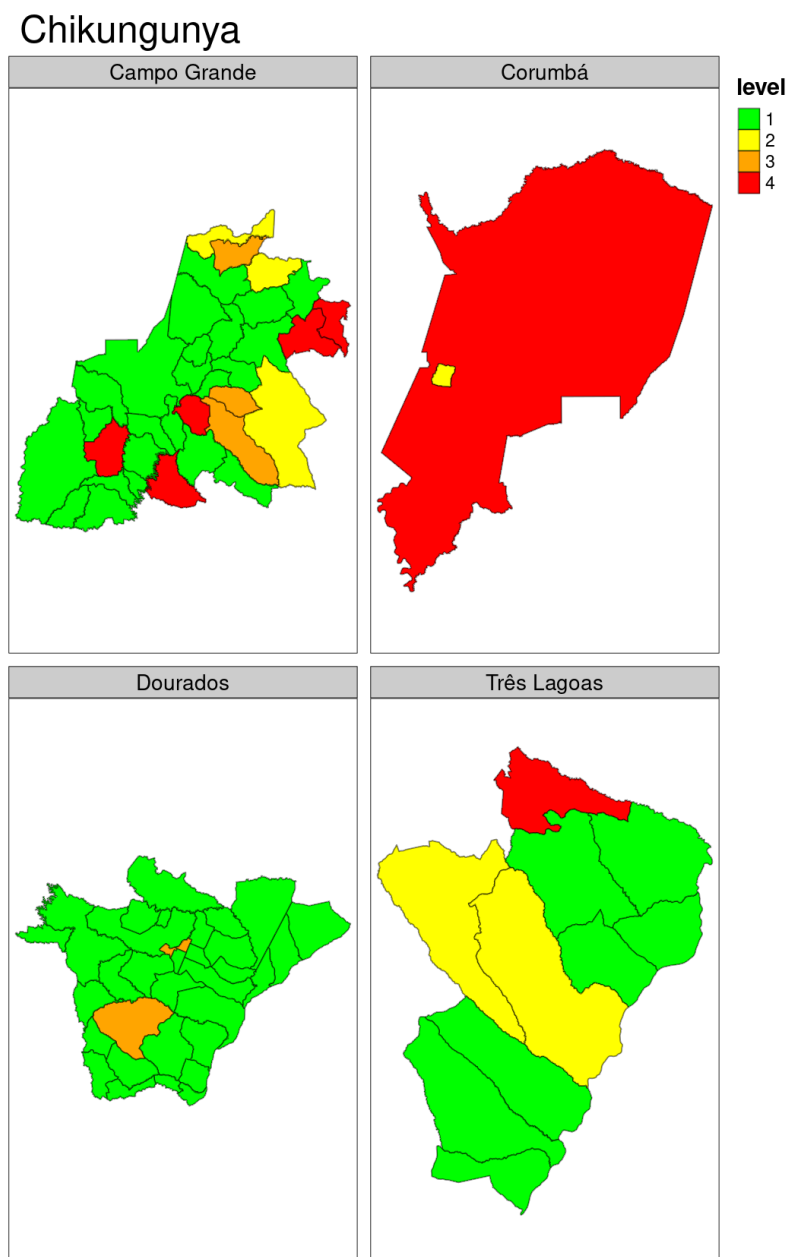 Chikungunya
Campo Grande
Corumbá
level
1
2
3
4
Dourados
Três Lagoas